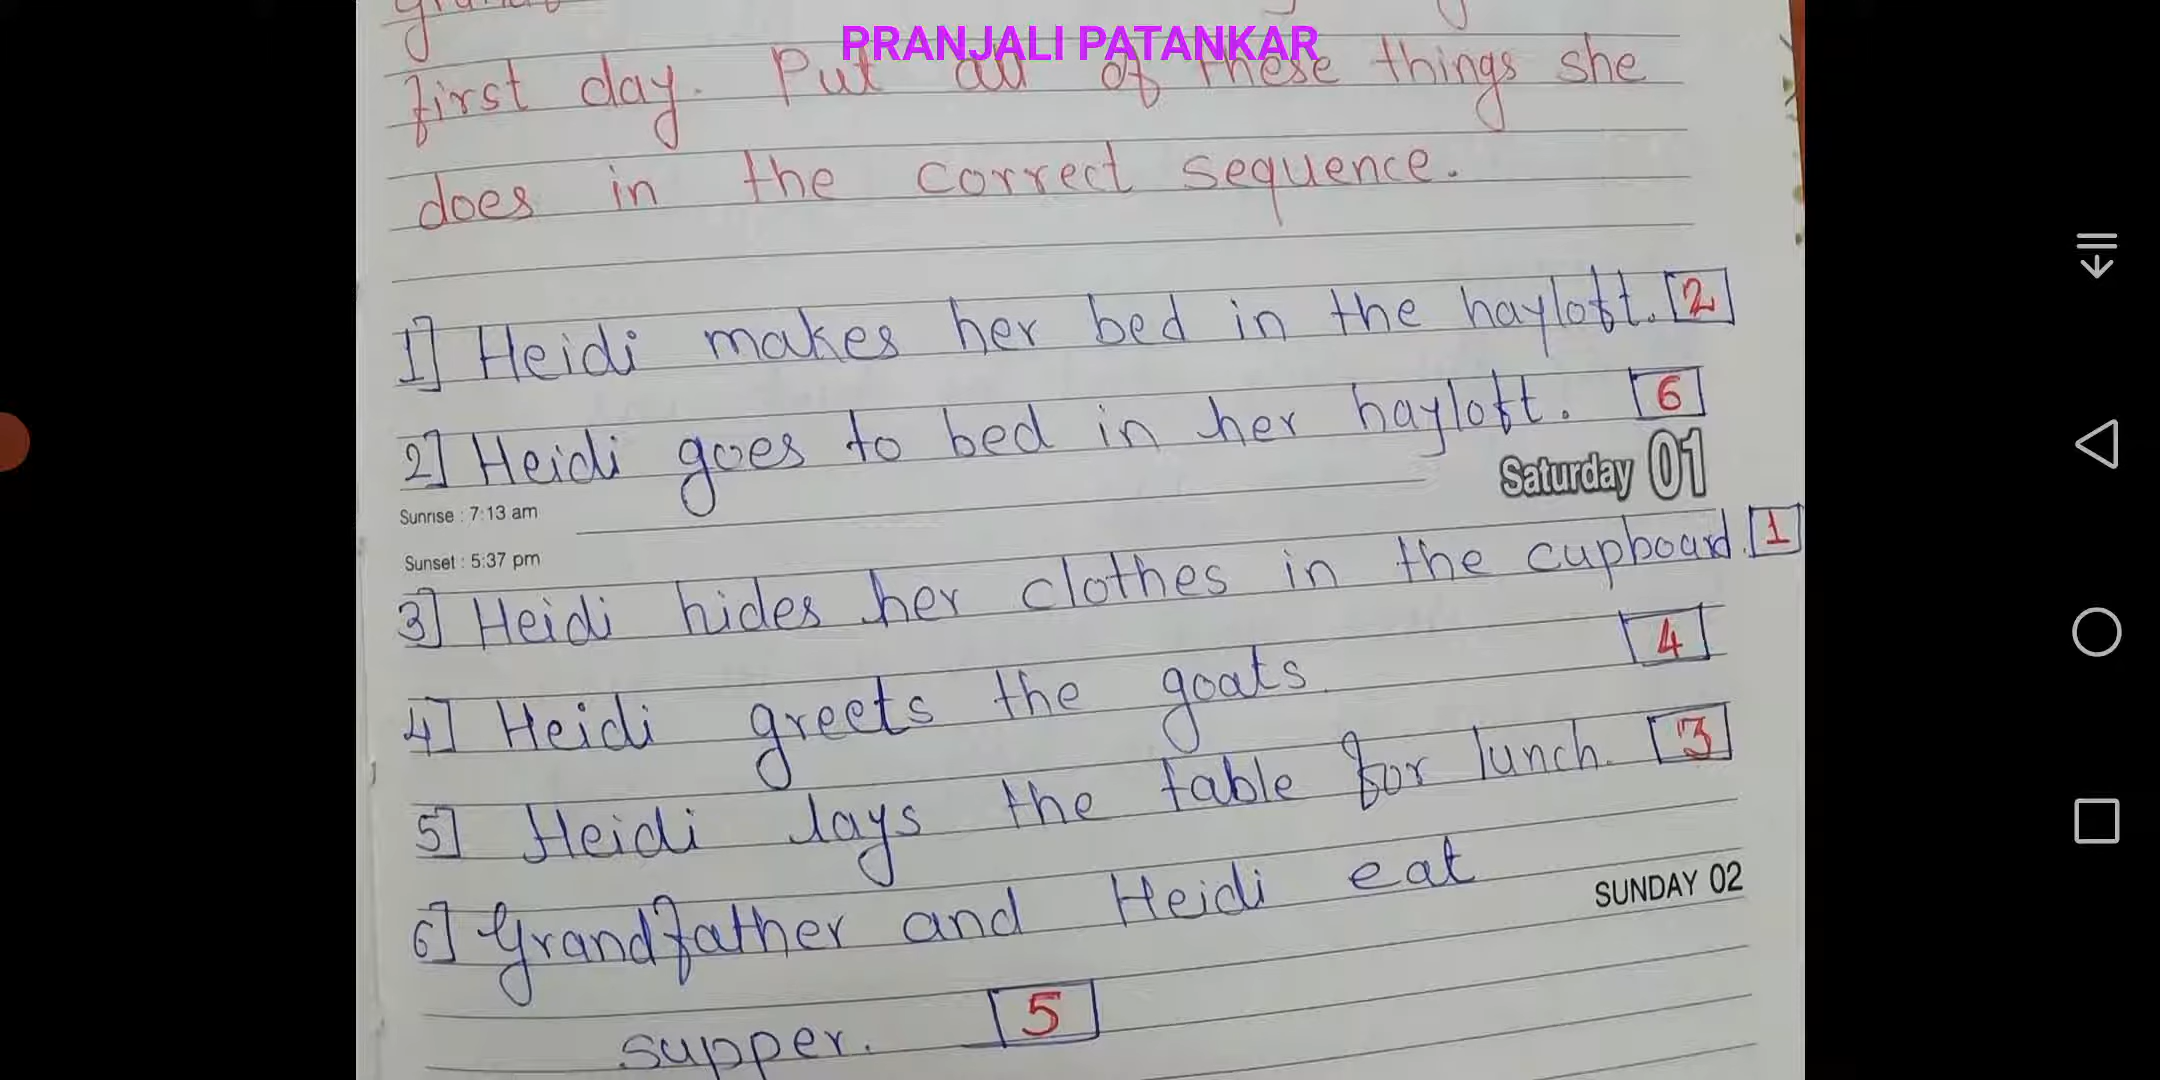 PRANJALI PATANKAR
first day. Put all of these things she
does in the correct sequence.
1] Heidi makes her bed in the hayloft. 2
2] Heidi goes to bed in her hayloft. 6
Saturday 01
Sunrise : 7:13 am
Sunset : 5:37 pm
3] Heidi hides her clothes in the cupboard. 1
4] Heidi greets the goats. 4
5] Heidi lays the table for lunch. 3
6] Grandfather and Heidi eat
SUNDAY 02
supper. 5